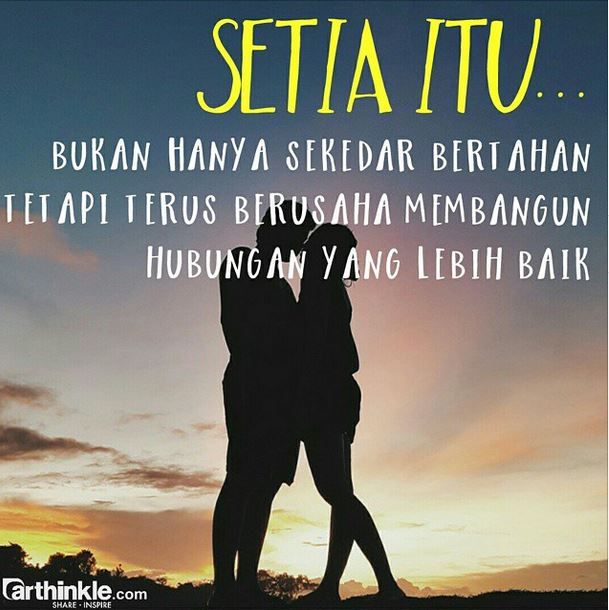 SETIA ITU...
BUKAN HANYA SEKEDAR BERTAHAN
TETAPI TERUS BERUSAHA MEMBANGUN
HUBUNGAN YANG LEBIH BAIK
arthinkle.com
SHARE · INSPIRE